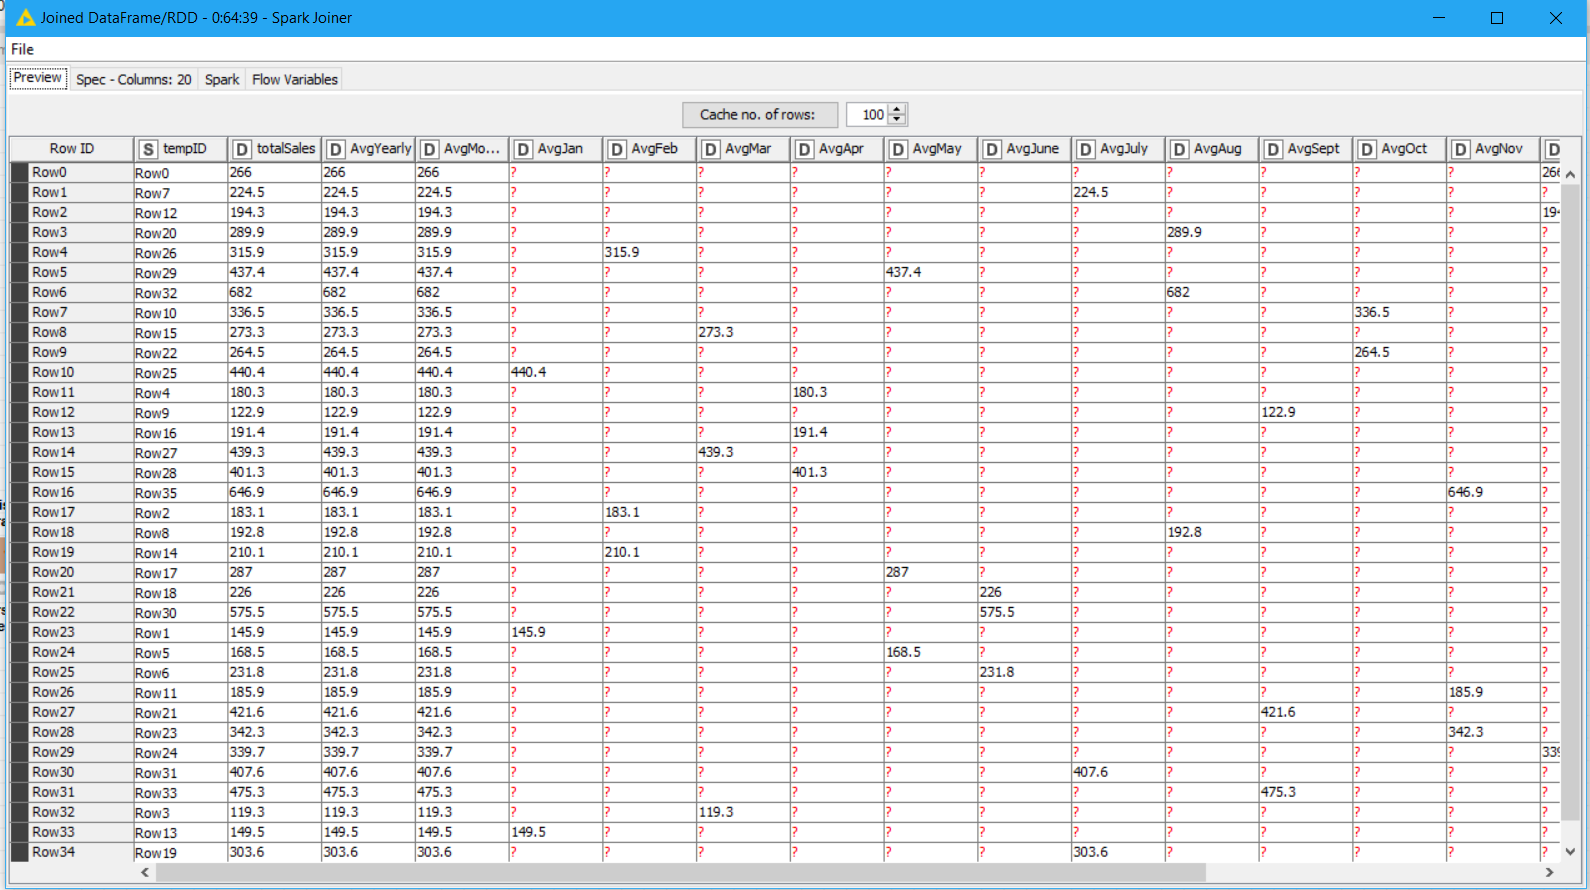 Joined DataFrame/RDD - 0:64:39 - Spark Joiner
File
Preview Spec - Columns: 20 Spark Flow Variables
Cache no. of rows: 100
Row ID S tempID D totalSales D AvgYearly D AvgMo... D AvgJan D AvgFeb D AvgMar D AvgApr D AvgMay D AvgJune D AvgJuly D AvgAug D AvgSept D AvgOct D AvgNov D
Row0 Row0 266 266 266 ? ? ? ? ? ? ? ? ? ? ? 266
Row1 Row7 224.5 224.5 224.5 ? ? ? ? ? ? 224.5 ? ? ? ? ?
Row2 Row12 194.3 194.3 194.3 ? ? ? ? ? ? ? ? ? ? ? 194
Row3 Row20 289.9 289.9 289.9 ? ? ? ? ? ? ? 289.9 ? ? ? ?
Row4 Row26 315.9 315.9 315.9 ? 315.9 ? ? ? ? ? ? ? ? ? ?
Row5 Row29 437.4 437.4 437.4 ? ? ? ? 437.4 ? ? ? ? ? ? ?
Row6 Row32 682 682 682 ? ? ? ? ? ? ? 682 ? ? ? ?
Row7 Row10 336.5 336.5 336.5 ? ? ? ? ? ? ? ? ? 336.5 ? ?
Row8 Row15 273.3 273.3 273.3 ? ? 273.3 ? ? ? ? ? ? ? ? ?
Row9 Row22 264.5 264.5 264.5 ? ? ? ? ? ? ? ? ? 264.5 ? ?
Row10 Row25 440.4 440.4 440.4 440.4 ? ? ? ? ? ? ? ? ? ? ?
Row11 Row4 180.3 180.3 180.3 ? ? ? 180.3 ? ? ? ? ? ? ? ?
Row12 Row9 122.9 122.9 122.9 ? ? ? ? ? ? ? ? 122.9 ? ? ?
Row13 Row16 191.4 191.4 191.4 ? ? ? 191.4 ? ? ? ? ? ? ? ?
Row14 Row27 439.3 439.3 439.3 ? ? 439.3 ? ? ? ? ? ? ? ? ?
Row15 Row28 401.3 401.3 401.3 ? ? ? 401.3 ? ? ? ? ? ? ? ?
Row16 Row35 646.9 646.9 646.9 ? ? ? ? ? ? ? ? ? ? 646.9 ?
Row17 Row2 183.1 183.1 183.1 ? 183.1 ? ? ? ? ? ? ? ? ? ?
Row18 Row8 192.8 192.8 192.8 ? ? ? ? ? ? ? 192.8 ? ? ? ?
Row19 Row14 210.1 210.1 210.1 ? 210.1 ? ? ? ? ? ? ? ? ? ?
Row20 Row17 287 287 287 ? ? ? ? 287 ? ? ? ? ? ? ?
Row21 Row18 226 226 226 ? ? ? ? ? 226 ? ? ? ? ? ?
Row22 Row30 575.5 575.5 575.5 ? ? ? ? ? 575.5 ? ? ? ? ? ?
Row23 Row1 145.9 145.9 145.9 145.9 ? ? ? ? ? ? ? ? ? ? ?
Row24 Row5 168.5 168.5 168.5 ? ? ? ? 168.5 ? ? ? ? ? ? ?
Row25 Row6 231.8 231.8 231.8 ? ? ? ? ? 231.8 ? ? ? ? ? ?
Row26 Row11 185.9 185.9 185.9 ? ? ? ? ? ? ? ? ? ? 185.9 ?
Row27 Row21 421.6 421.6 421.6 ? ? ? ? ? ? ? ? 421.6 ? ? ?
Row28 Row23 342.3 342.3 342.3 ? ? ? ? ? ? ? ? ? ? 342.3 ?
Row29 Row24 339.7 339.7 339.7 ? ? ? ? ? ? ? ? ? ? ? 339
Row30 Row31 407.6 407.6 407.6 ? ? ? ? ? ? 407.6 ? ? ? ? ?
Row31 Row33 475.3 475.3 475.3 ? ? ? ? ? ? ? ? 475.3 ? ? ?
Row32 Row3 119.3 119.3 119.3 ? ? 119.3 ? ? ? ? ? ? ? ? ?
Row33 Row13 149.5 149.5 149.5 149.5 ? ? ? ? ? ? ? ? ? ? ?
Row34 Row19 303.6 303.6 303.6 ? ? ? ? ? ? 303.6 ? ? ? ? ?